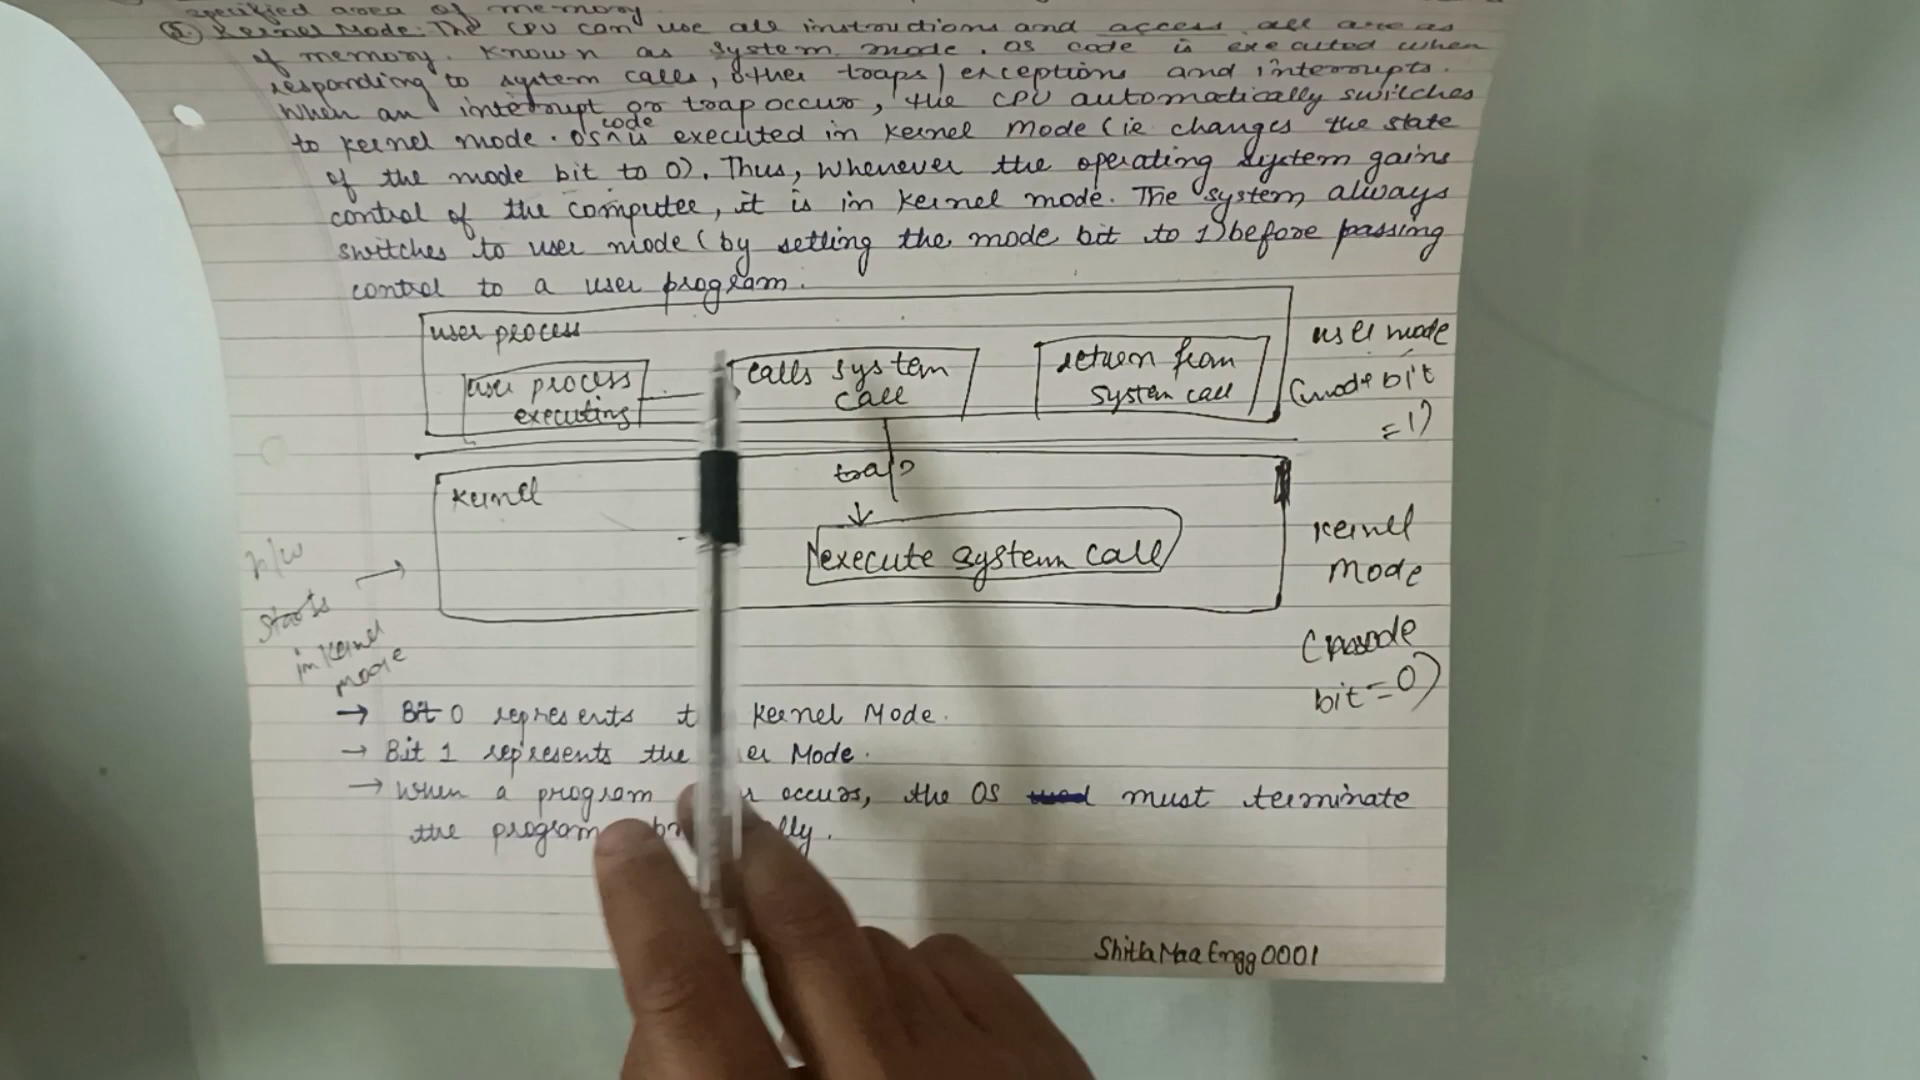 specified area of memory
② Kernel Mode: The CPU can use all instructions and access all areas
of memory. Known as system mode. OS code is executed when
responding to system calls, other traps/exceptions and interrupts.
When an interrupt or trap occur, the CPU automatically switches
to kernel mode. OS code is executed in kernel mode (ie changes the state
of the mode bit to 0). Thus, whenever the operating system gains
control of the computer, it is in kernel mode. The system always
switches to user mode (by setting the mode bit to 1) before passing
control to a user program.
user process
user process
executing
calls system
call
return from
system call
user mode
(mode bit
=1)
trap
kernel
execute system call
kernel
mode
bit=0)
h/w
starts
in kernel
mode
→ Bit 0 represents kernel Mode.
→ Bit 1 represents the Mode.
→ When a program occurs, the OS must terminate
the program
ShitlaMaaEngg0001